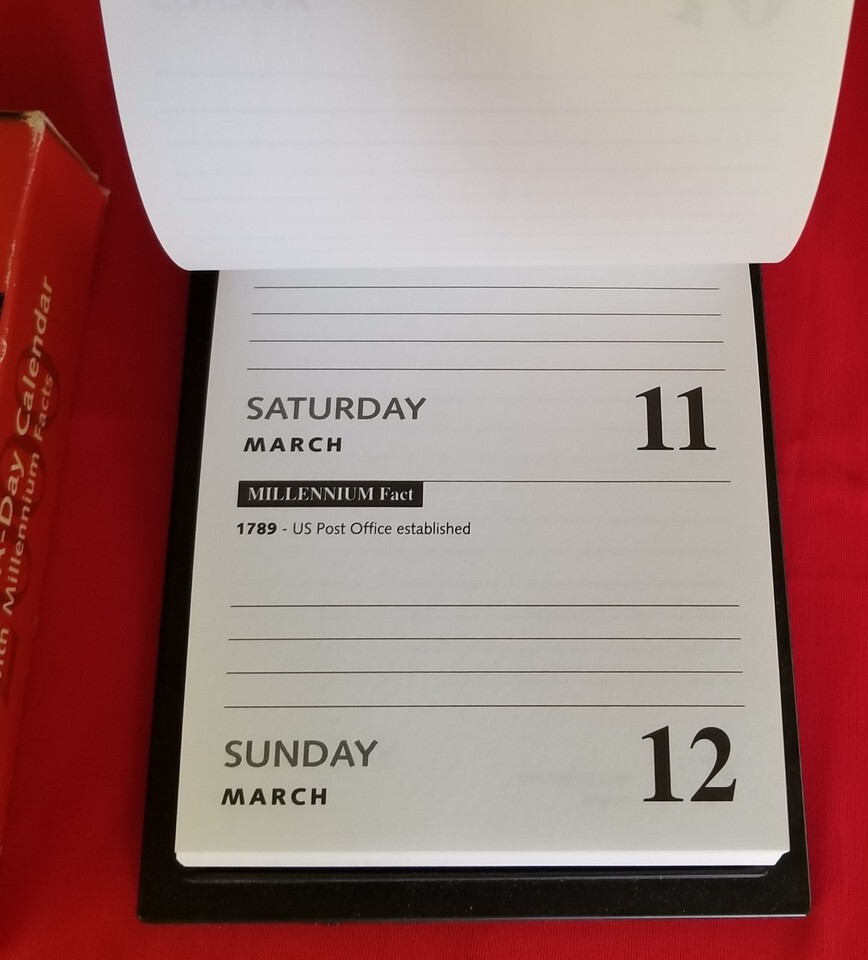 SATURDAY
MARCH
11
MILLENNIUM Fact
1789 - US Post Office established
SUNDAY
MARCH
12
-Day Calendar
Millennium Facts